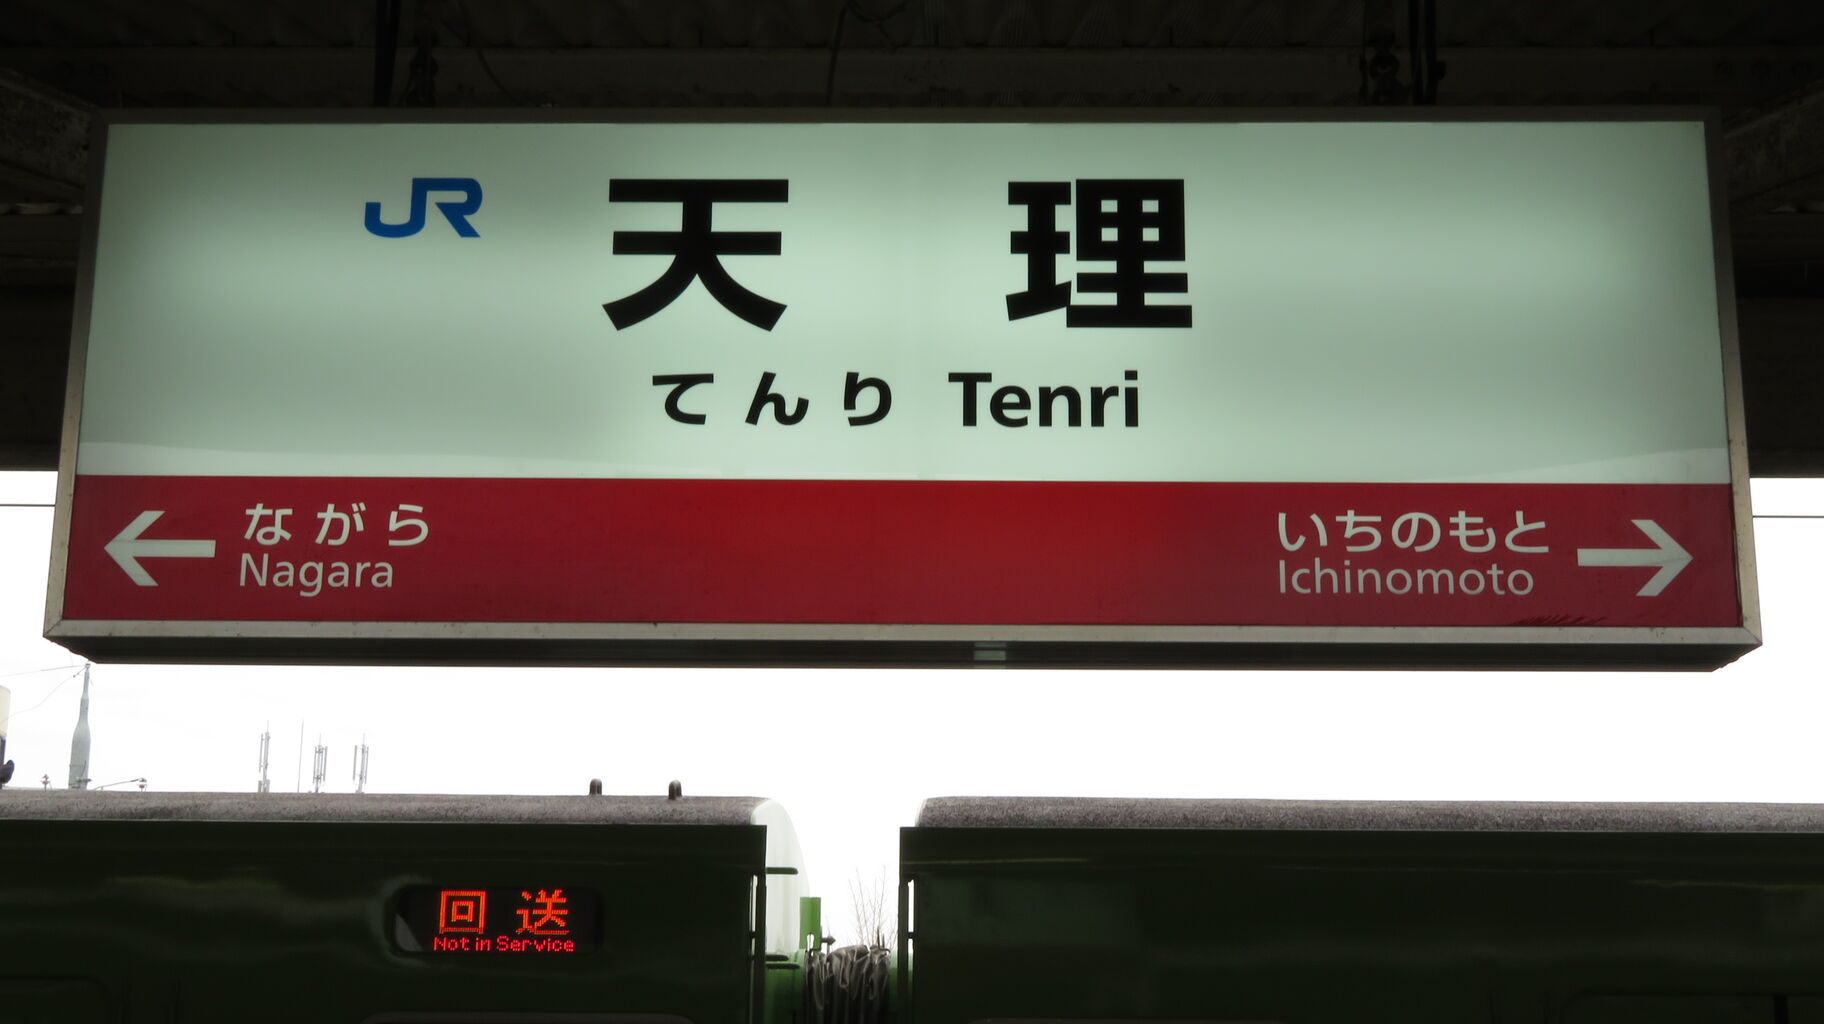 JR 天理
てんり Tenri
ながら
Nagara
いちのもと
Ichinomoto
回送
Not in Service